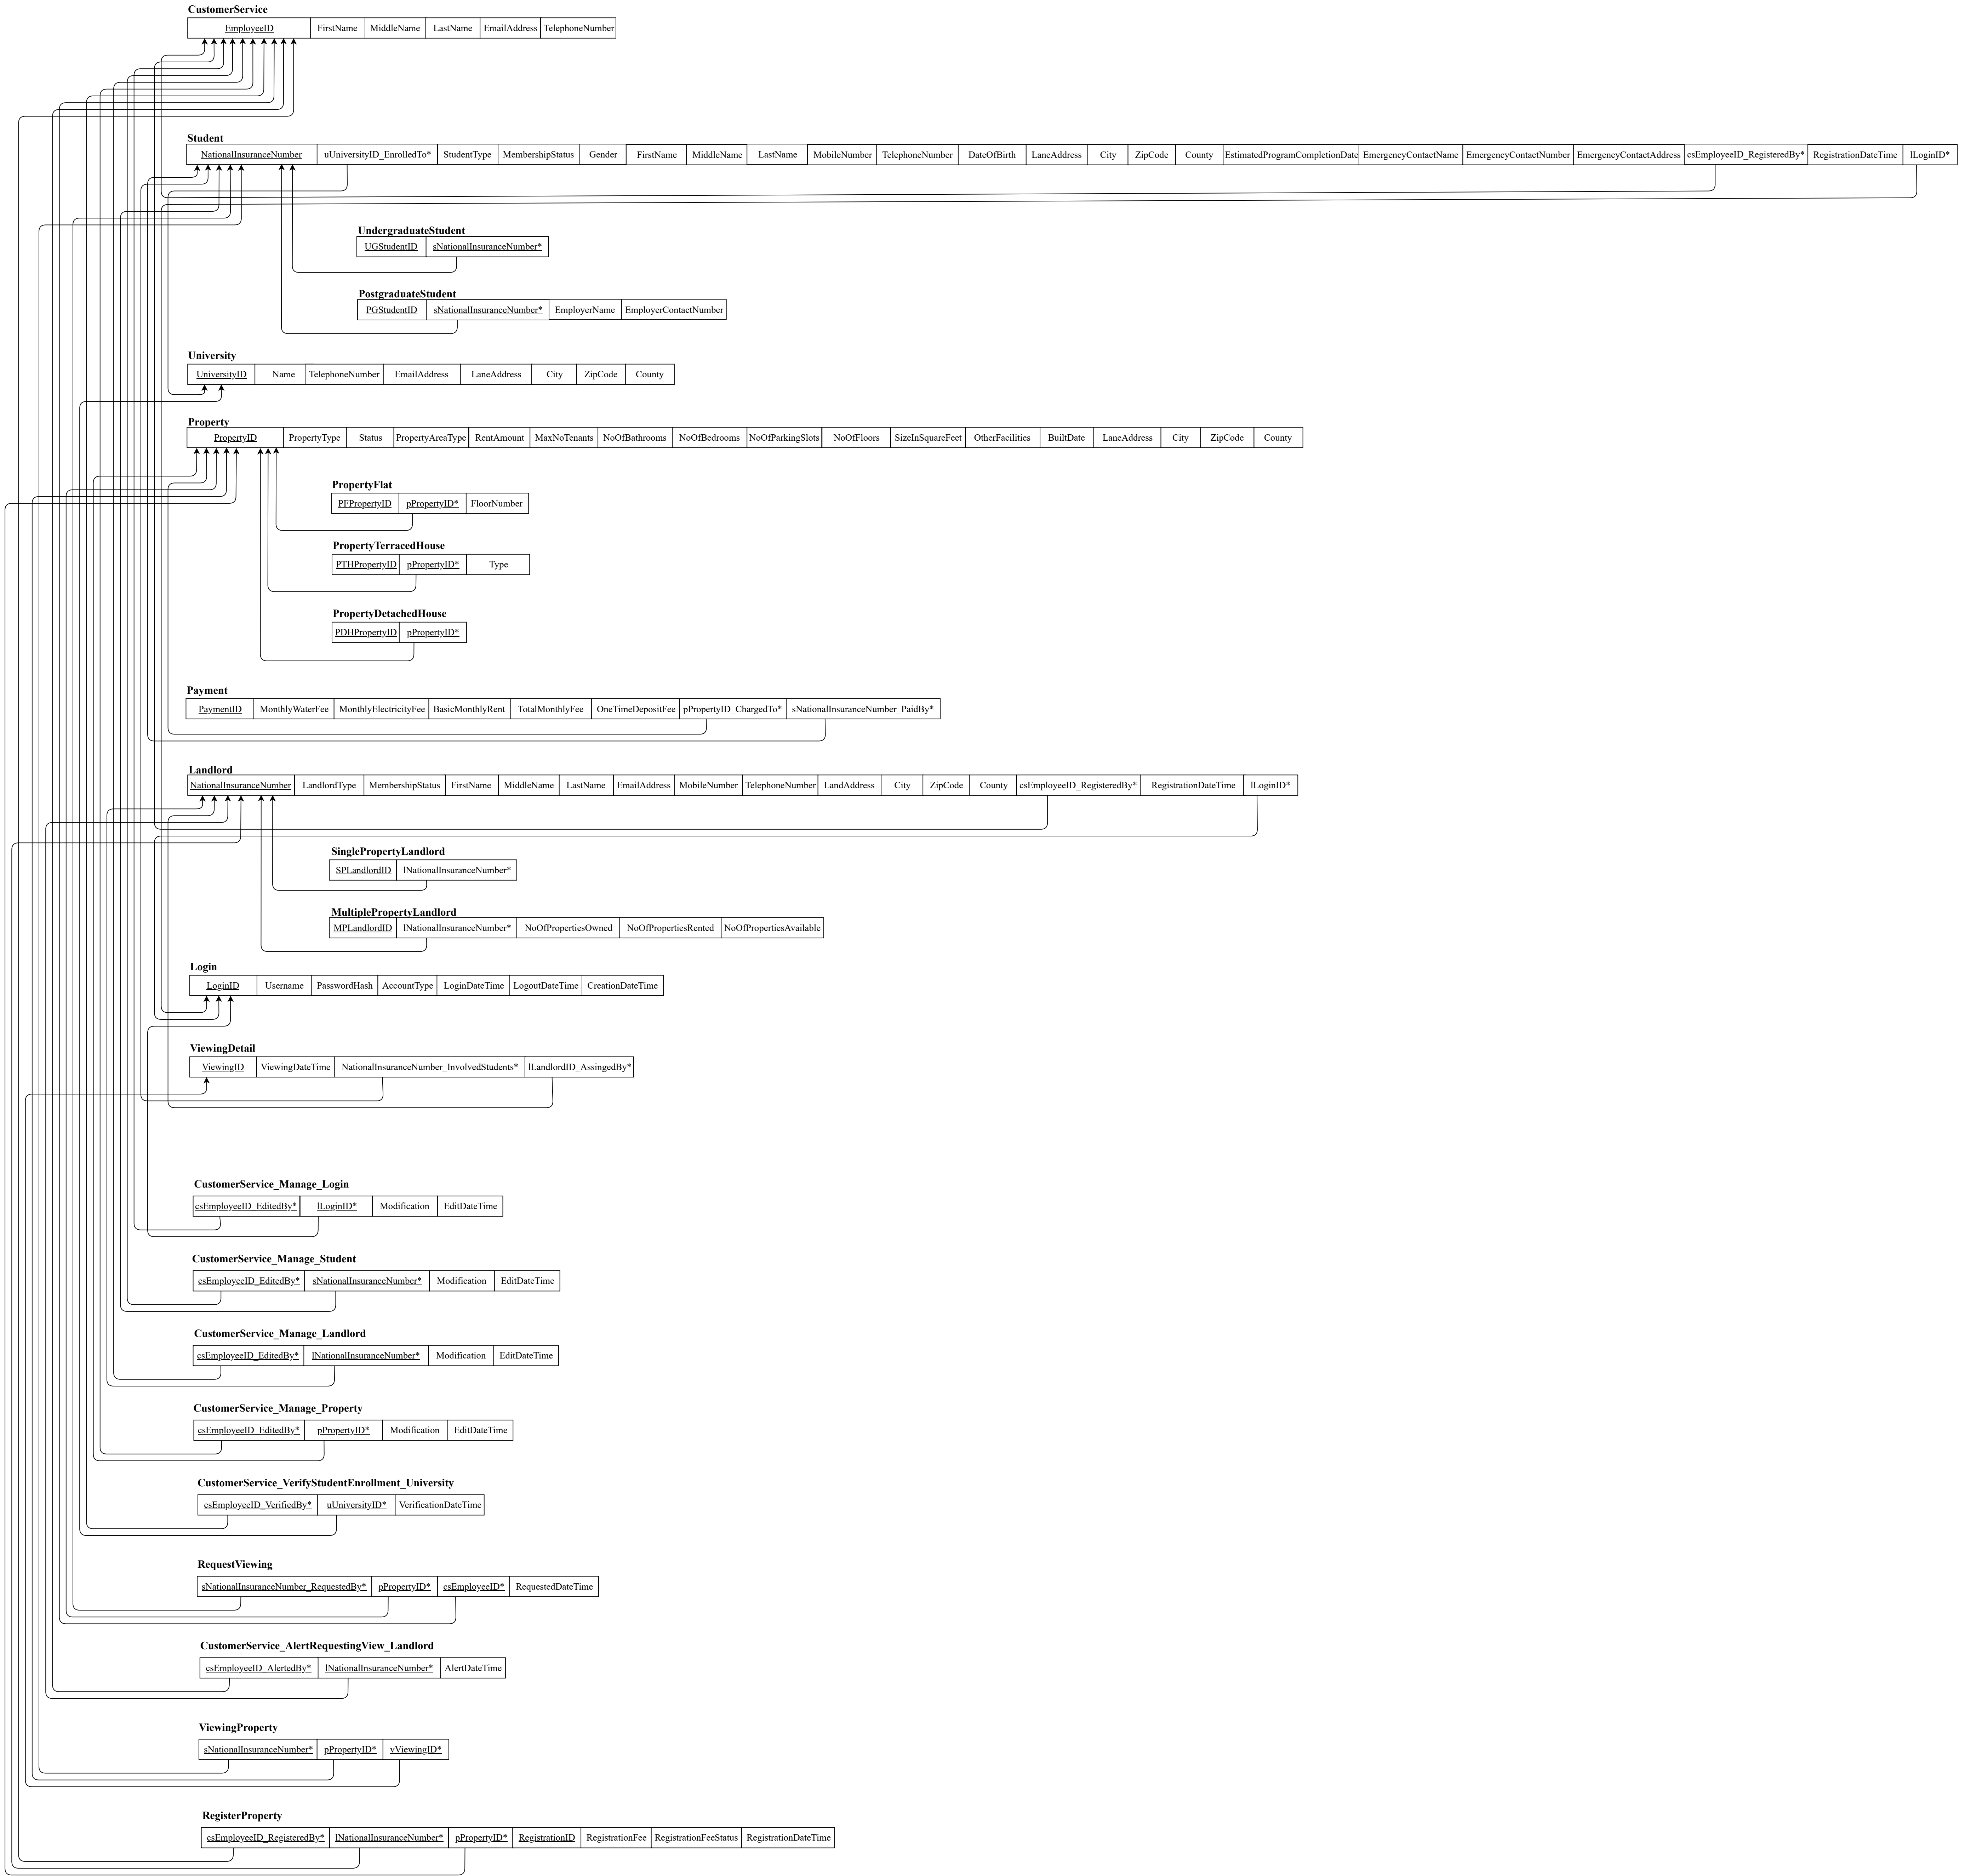 CustomerService
EmployeeID FirstName MiddleName LastName EmailAddress TelephoneNumber
Student
NationalInsuranceNumber uUniversityID_EnrolledTo* StudentType MembershipStatus Gender FirstName MiddleName LastName MobileNumber TelephoneNumber DateOfBirth LaneAddress City ZipCode County EstimatedProgramCompletionDate EmergencyContactName EmergencyContactNumber EmergencyContactAddress csEmployeeID_RegisteredBy* RegistrationDateTime lLoginID*
UndergraduateStudent
UGStudentID sNationalInsuranceNumber*
PostgraduateStudent
PGStudentID sNationalInsuranceNumber* EmployerName EmployerContactNumber
University
UniversityID Name TelephoneNumber EmailAddress LaneAddress City ZipCode County
Property
PropertyID PropertyType Status PropertyAreaType RentAmount MaxNoTenants NoOfBathrooms NoOfBedrooms NoOfParkingSlots NoOfFloors SizeInSquareFeet OtherFacilities BuiltDate LaneAddress City ZipCode County
PropertyFlat
PFPropertyID pPropertyID* FloorNumber
PropertyTerracedHouse
PTHPropertyID pPropertyID* Type
PropertyDetachedHouse
PDHPropertyID pPropertyID*
Payment
PaymentID MonthlyWaterFee MonthlyElectricityFee BasicMonthlyRent TotalMonthlyFee OneTimeDepositFee pPropertyID_ChargedTo* sNationalInsuranceNumber_PaidBy*
Landlord
NationalInsuranceNumber LandlordType MembershipStatus FirstName MiddleName LastName EmailAddress MobileNumber TelephoneNumber LandAddress City ZipCode County csEmployeeID_RegisteredBy* RegistrationDateTime lLoginID*
SinglePropertyLandlord
SPLandlordID lNationalInsuranceNumber*
MultiplePropertyLandlord
MPLandlordID lNationalInsuranceNumber* NoOfPropertiesOwned NoOfPropertiesRented NoOfPropertiesAvailable
Login
LoginID Username PasswordHash AccountType LoginDateTime LogoutDateTime CreationDateTime
ViewingDetail
ViewingID ViewingDateTime NationalInsuranceNumber_InvolvedStudents* lLandlordID_AssingedBy*
CustomerService_Manage_Login
csEmployeeID_EditedBy* lLoginID* Modification EditDateTime
CustomerService_Manage_Student
csEmployeeID_EditedBy* sNationalInsuranceNumber* Modification EditDateTime
CustomerService_Manage_Landlord
csEmployeeID_EditedBy* lNationalInsuranceNumber* Modification EditDateTime
CustomerService_Manage_Property
csEmployeeID_EditedBy* pPropertyID* Modification EditDateTime
CustomerService_VerifyStudentEnrollment_University
csEmployeeID_VerifiedBy* uUniversityID* VerificationDateTime
RequestViewing
sNationalInsuranceNumber_RequestedBy* pPropertyID* csEmployeeID* RequestedDateTime
CustomerService_AlertRequestingView_Landlord
csEmployeeID_AlertedBy* lNationalInsuranceNumber* AlertDateTime
ViewingProperty
sNationalInsuranceNumber* pPropertyID* vViewingID*
RegisterProperty
csEmployeeID_RegisteredBy* lNationalInsuranceNumber* pPropertyID* RegistrationID RegistrationFee RegistrationFeeStatus RegistrationDateTime